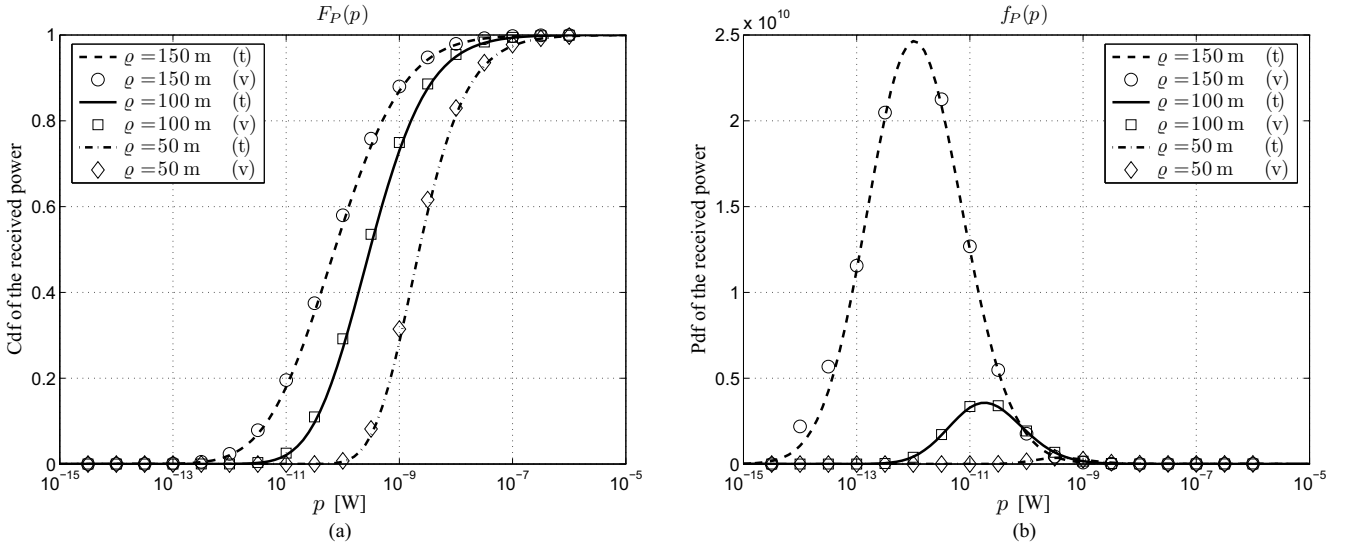 F_P(p)
Cdf of the received power
1
0.8
0.6
0.4
0.2
0
ϱ = 150 m (t)
ϱ = 150 m (v)
ϱ = 100 m (t)
ϱ = 100 m (v)
ϱ = 50 m (t)
ϱ = 50 m (v)
10^−15
10^−13
10^−11
10^−9
10^−7
10^−5
p [W]
(a)
f_P(p)
x 10^10
Pdf of the received power
2.5
2
1.5
1
0.5
0
ϱ = 150 m (t)
ϱ = 150 m (v)
ϱ = 100 m (t)
ϱ = 100 m (v)
ϱ = 50 m (t)
ϱ = 50 m (v)
10^−15
10^−13
10^−11
10^−9
10^−7
10^−5
p [W]
(b)